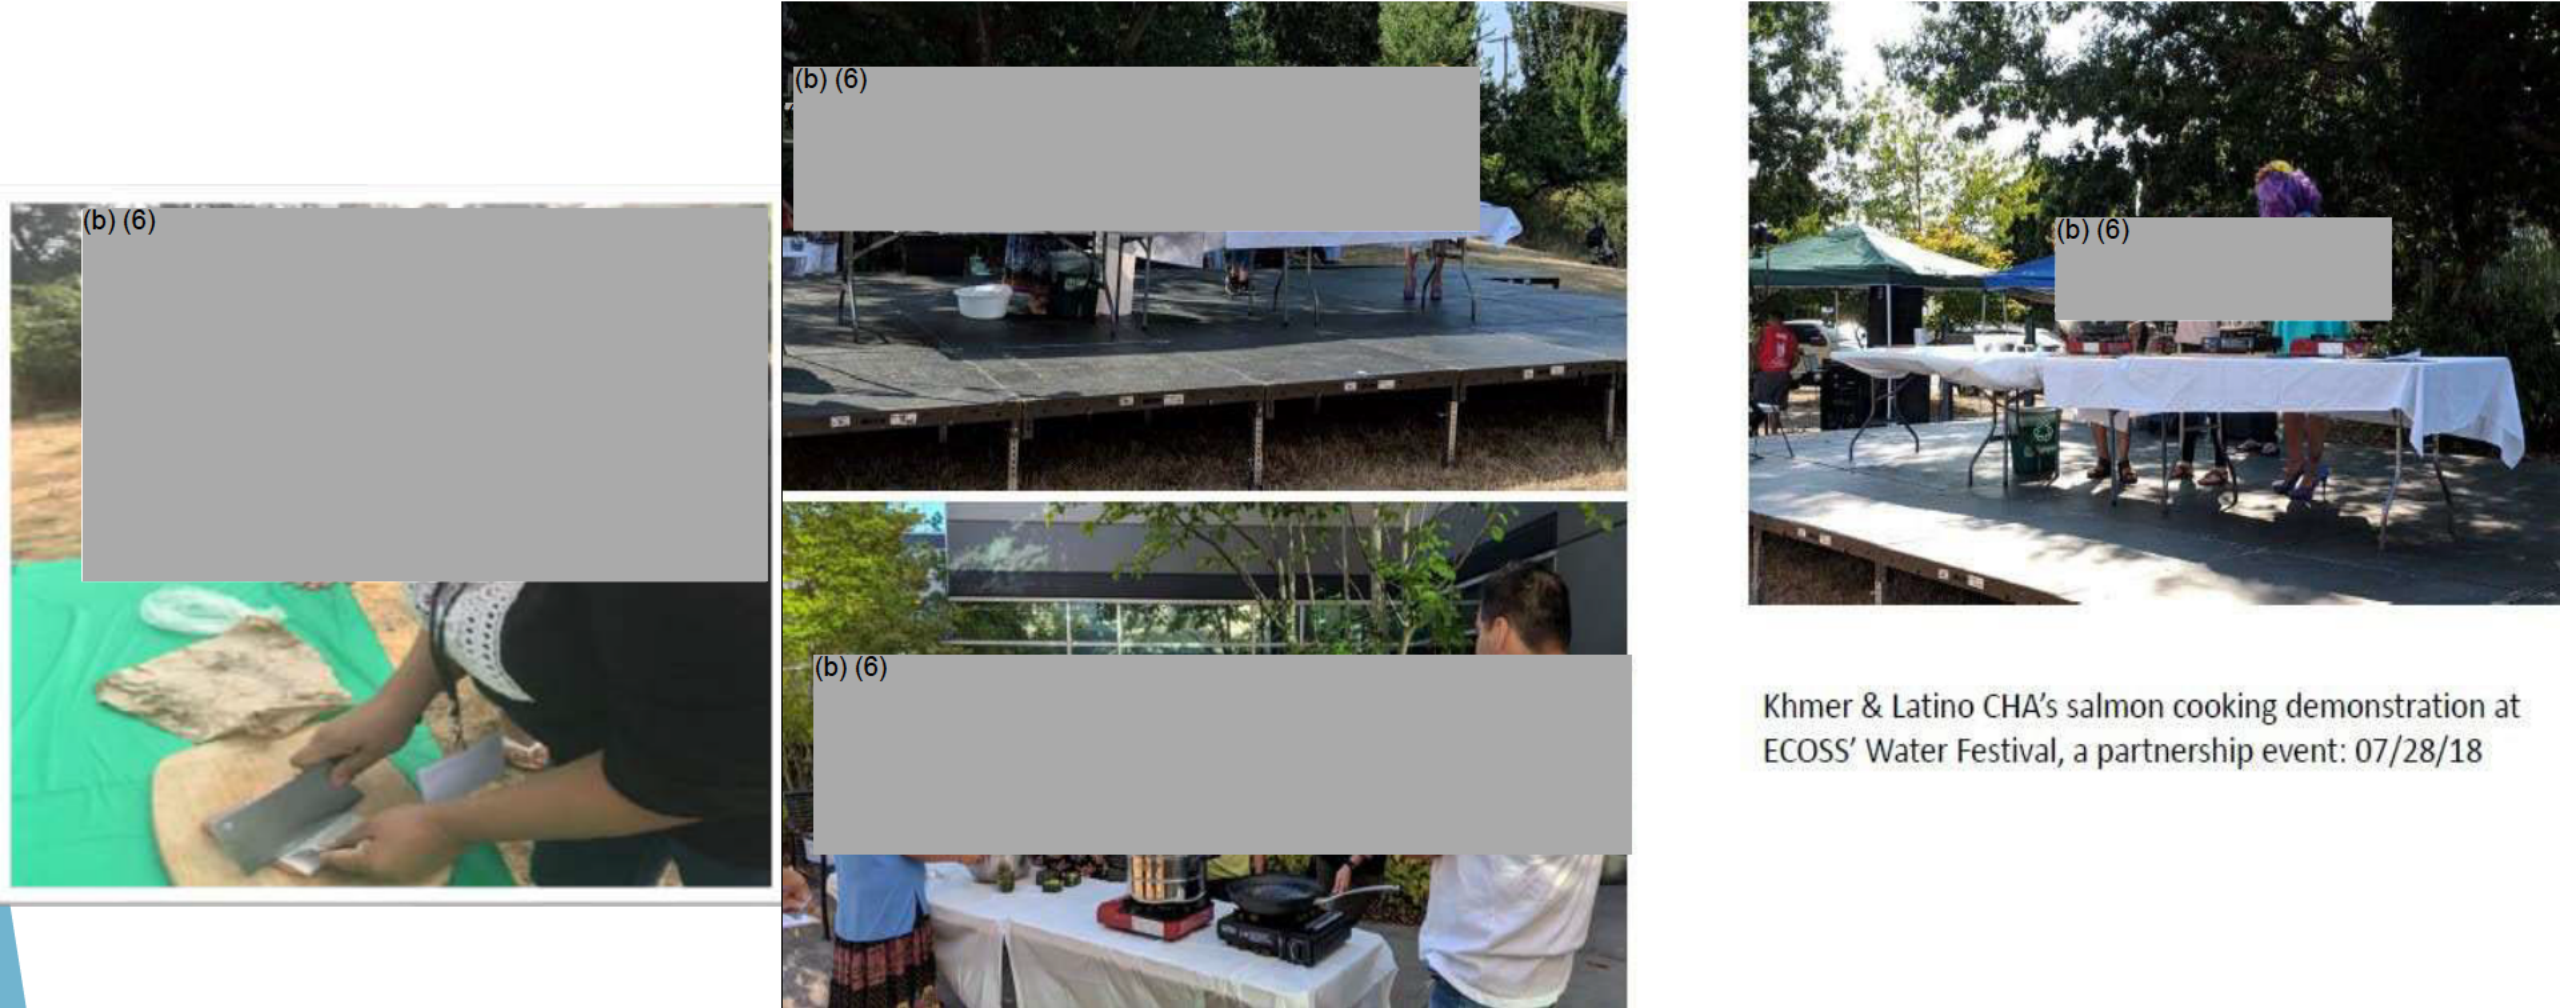 (b) (6)
(b) (6)
(b) (6)
(b) (6)
Khmer & Latino CHA’s salmon cooking demonstration at
ECOSS’ Water Festival, a partnership event: 07/28/18